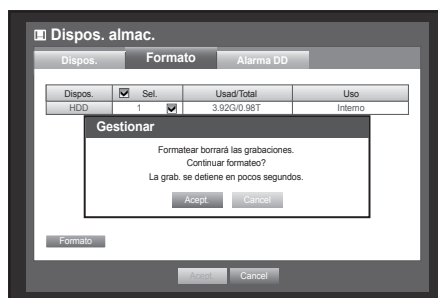 Dispos. almac.
Dispos. Formato Alarma DD
Dispos. Sel. Usad/Total Uso
HDD 1 3.92G/0.98T Interno
Gestionar
Formatear borrará las grabaciones.
Continuar formateo?
La grab. se detiene en pocos segundos.
Acept. Cancel
Formato
Acept. Cancel